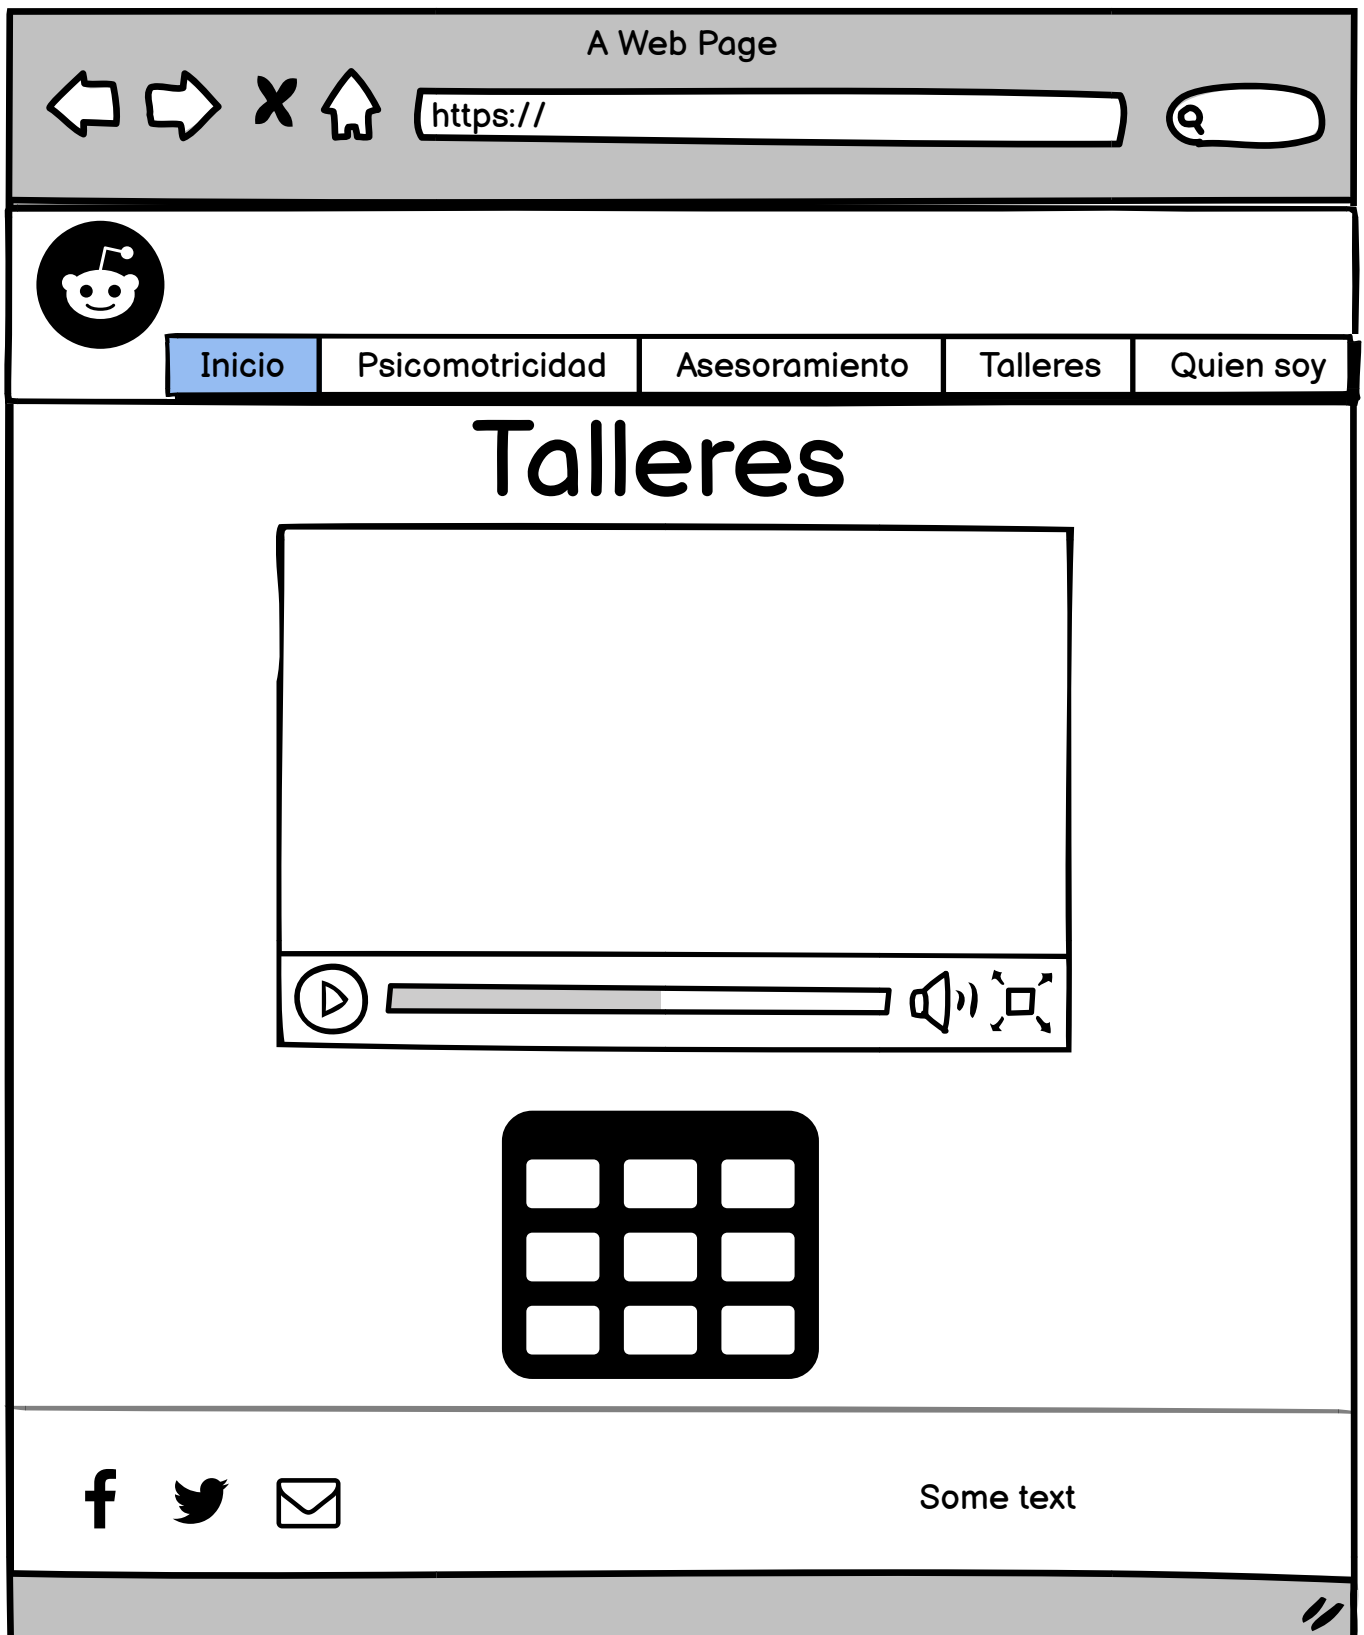 A Web Page
https://
Inicio Psicomotricidad Asesoramiento Talleres Quien soy
Talleres
Some text